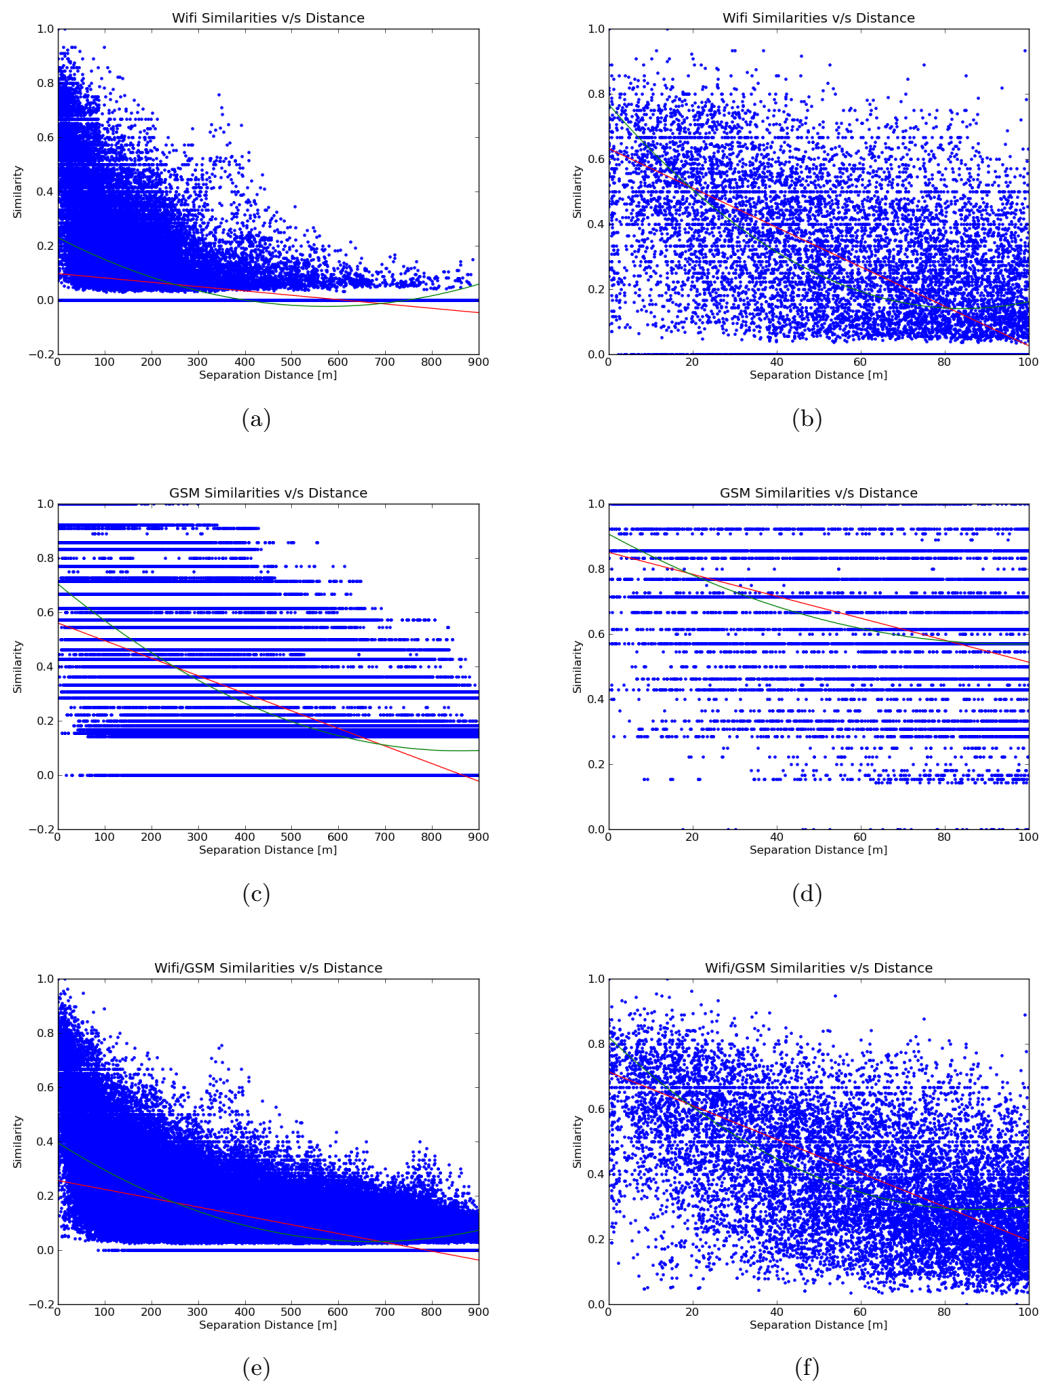 Wifi Similarities v/s Distance
1.0
0.8
0.6
0.4
0.2
0.0
−0.2
Similarity
0 100 200 300 400 500 600 700 800 900
Separation Distance [m]
(a)
Wifi Similarities v/s Distance
1.0
0.8
0.6
0.4
0.2
0.0
Similarity
0 20 40 60 80 100
Separation Distance [m]
(b)
GSM Similarities v/s Distance
1.0
0.8
0.6
0.4
0.2
0.0
−0.2
Similarity
0 100 200 300 400 500 600 700 800 900
Separation Distance [m]
(c)
GSM Similarities v/s Distance
1.0
0.8
0.6
0.4
0.2
0.0
Similarity
0 20 40 60 80 100
Separation Distance [m]
(d)
Wifi/GSM Similarities v/s Distance
1.0
0.8
0.6
0.4
0.2
0.0
−0.2
Similarity
0 100 200 300 400 500 600 700 800 900
Separation Distance [m]
(e)
Wifi/GSM Similarities v/s Distance
1.0
0.8
0.6
0.4
0.2
0.0
Similarity
0 20 40 60 80 100
Separation Distance [m]
(f)